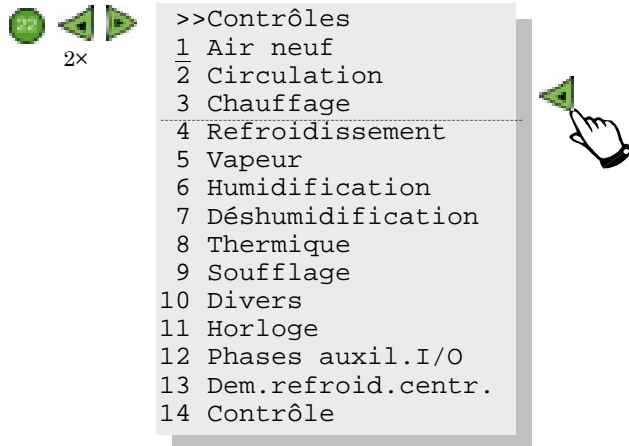 22
2×
>>Contrôles
1 Air neuf
2 Circulation
3 Chauffage
4 Refroidissement
5 Vapeur
6 Humidification
7 Déshumidification
8 Thermique
9 Soufflage
10 Divers
11 Horloge
12 Phases auxil.I/O
13 Dem.refroid.centr.
14 Contrôle